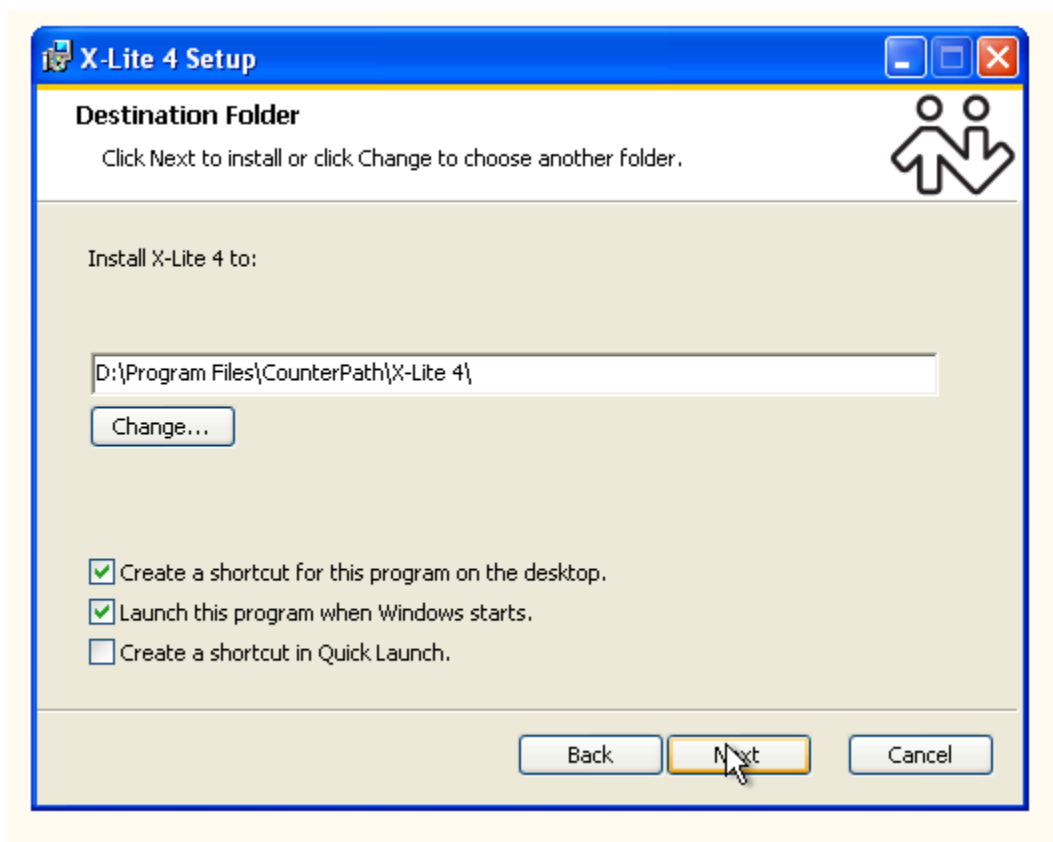 X-Lite 4 Setup
Destination Folder
Click Next to install or click Change to choose another folder.
Install X-Lite 4 to:
D:\Program Files\CounterPath\X-Lite 4\
Change...
Create a shortcut for this program on the desktop.
Launch this program when Windows starts.
Create a shortcut in Quick Launch.
Back Next Cancel